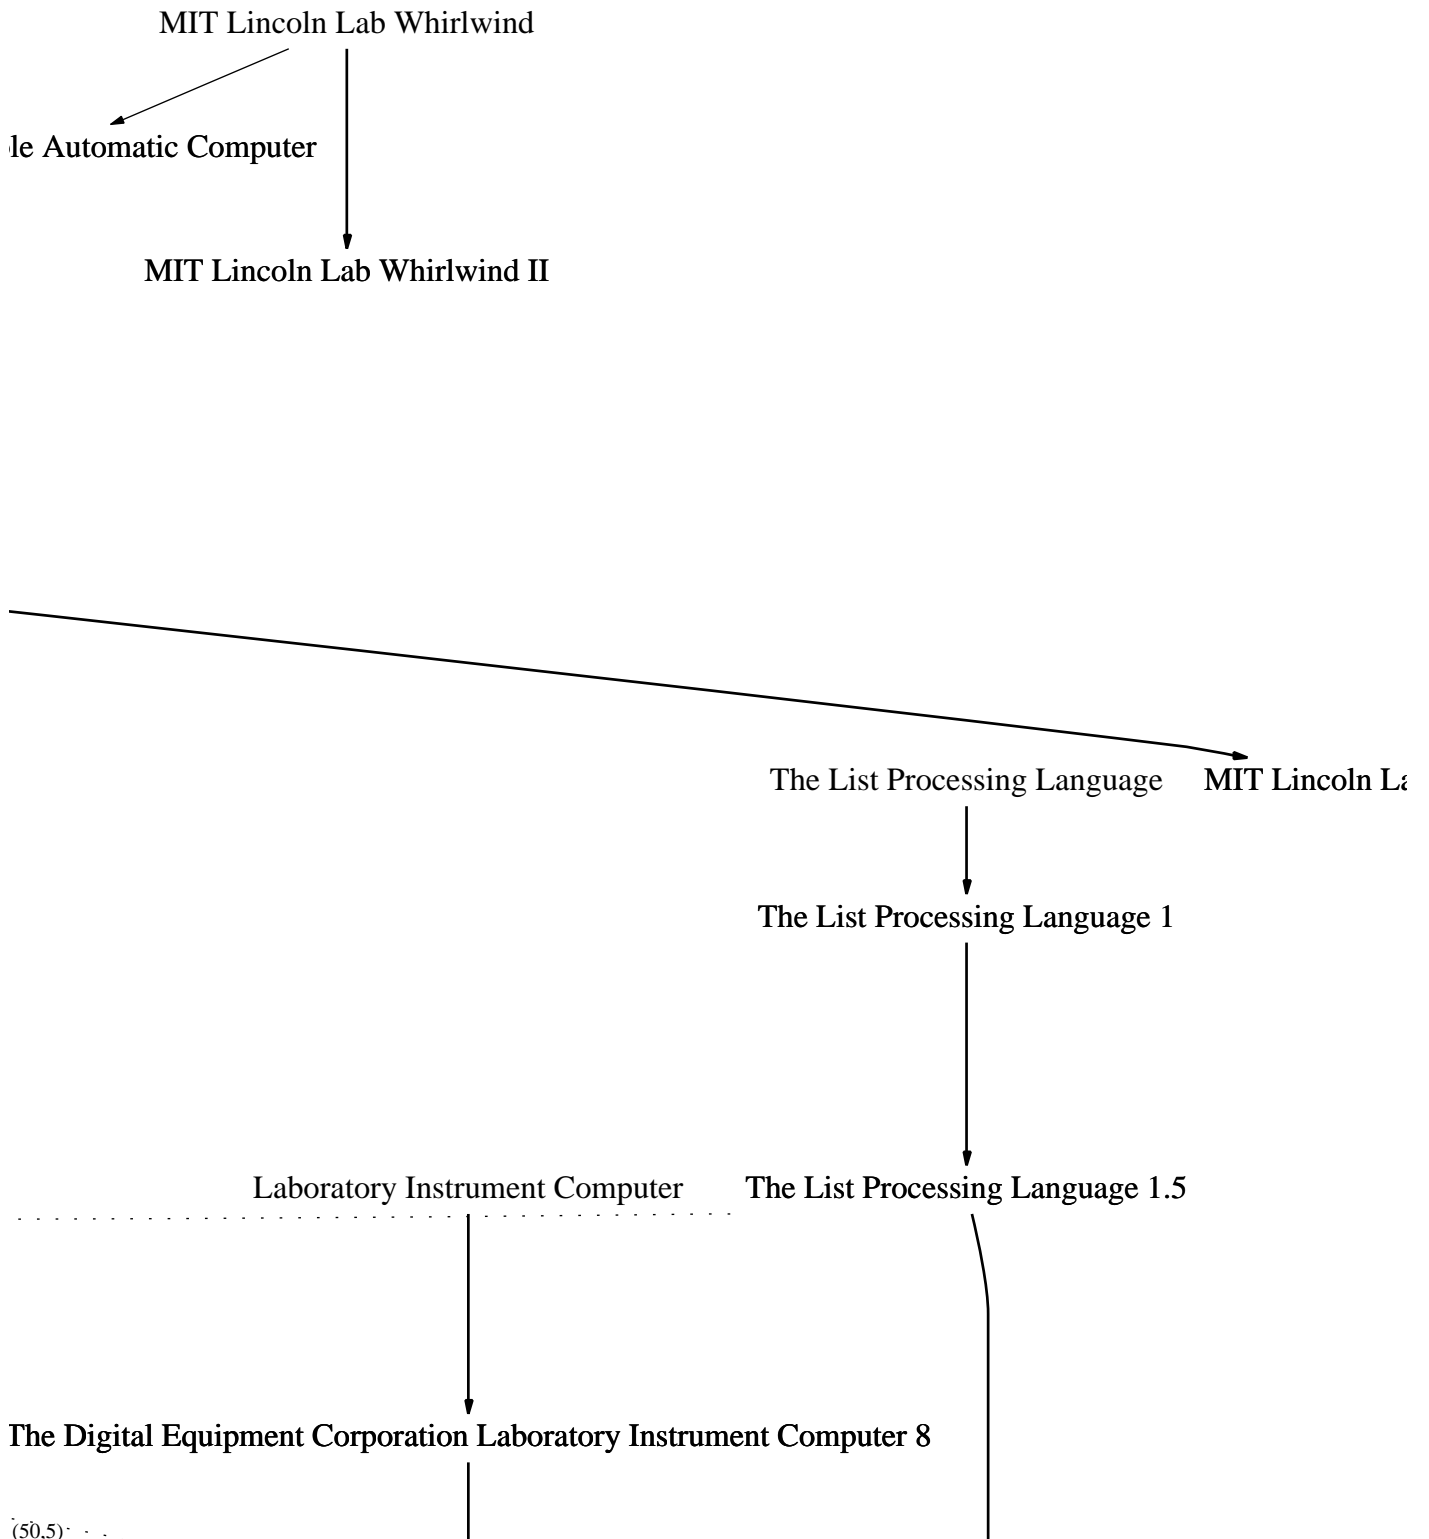 MIT Lincoln Lab Whirlwind
Automatic Computer
MIT Lincoln Lab Whirlwind II
The List Processing Language
MIT Lincoln
The List Processing Language 1
Laboratory Instrument Computer
The List Processing Language 1.5
The Digital Equipment Corporation Laboratory Instrument Computer 8
(50,5)